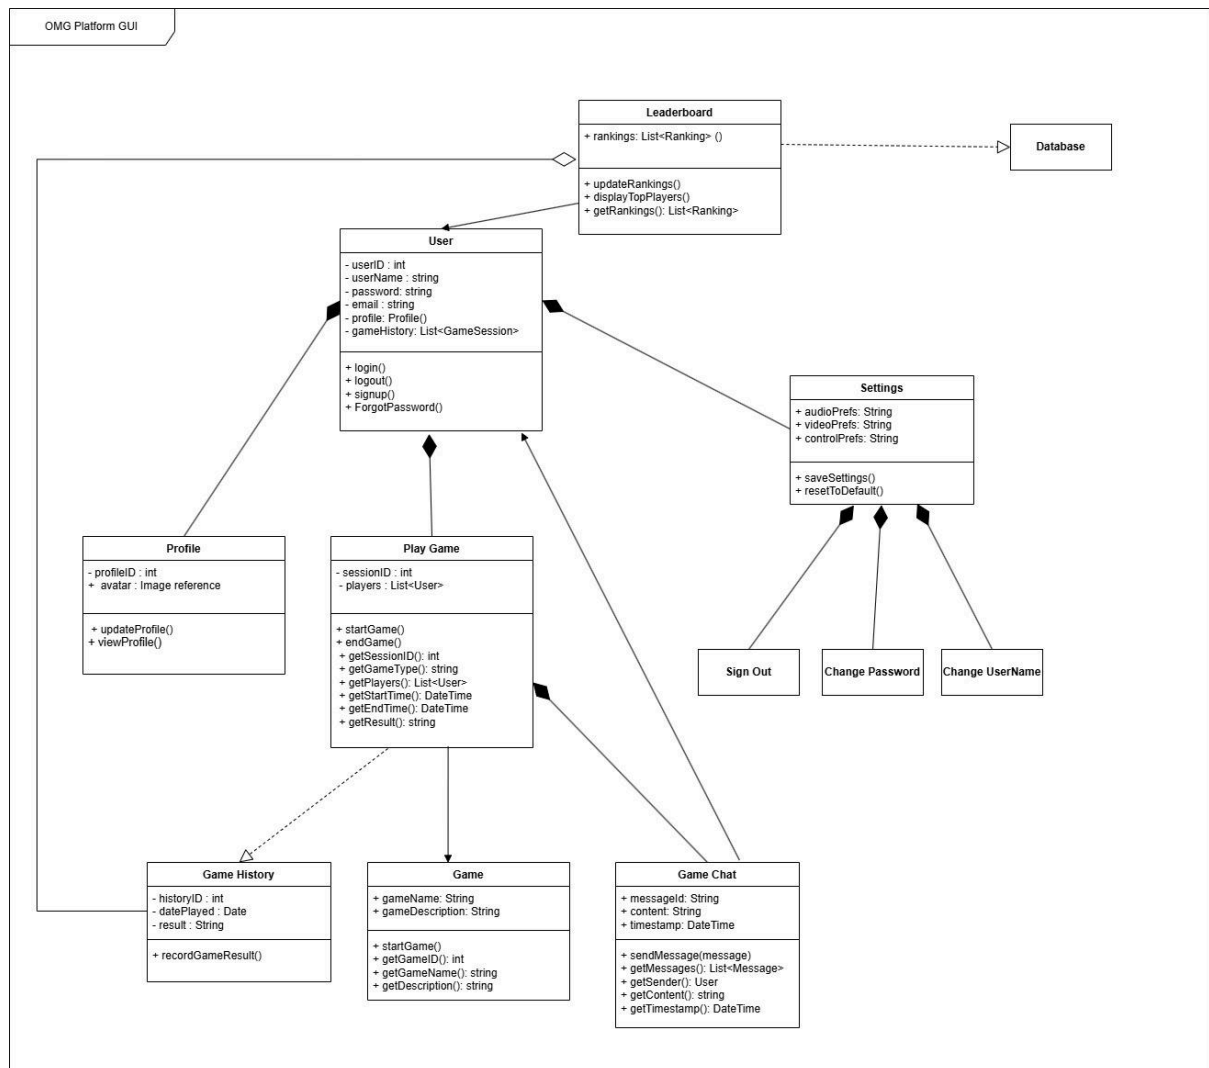 OMG Platform GUI
Leaderboard
+ rankings: List<Ranking> ()
+ updateRankings()
+ displayTopPlayers()
+ getRankings(): List<Ranking>
Database
User
- userID : int
- userName : string
- password: string
- email : string
- profile: Profile()
- gameHistory: List<GameSession>
+ login()
+ logout()
+ signup()
+ ForgotPassword()
Settings
+ audioPrefs: String
+ videoPrefs: String
+ controlPrefs: String
+ saveSettings()
+ resetToDefault()
Profile
- profileID : int
+ avatar : Image reference
+ updateProfile()
+ viewProfile()
Play Game
- sessionID : int
- players : List<User>
+ startGame()
+ endGame()
+ getSessionID(): int
+ getGameType(): string
+ getPlayers(): List<User>
+ getStartTime(): DateTime
+ getEndTime(): DateTime
+ getResult(): string
Sign Out
Change Password
Change UserName
Game History
- historyID : int
- datePlayed : Date
- result : String
+ recordGameResult()
Game
+ gameName: String
+ gameDescription: String
+ startGame()
+ getGameID(): int
+ getGameName(): string
+ getDescription(): string
Game Chat
+ messageId: String
+ content: String
+ timestamp: DateTime
+ sendMessage(message)
+ getMessages(): List<Message>
+ getSender(): User
+ getContent(): string
+ getTimestamp(): DateTime